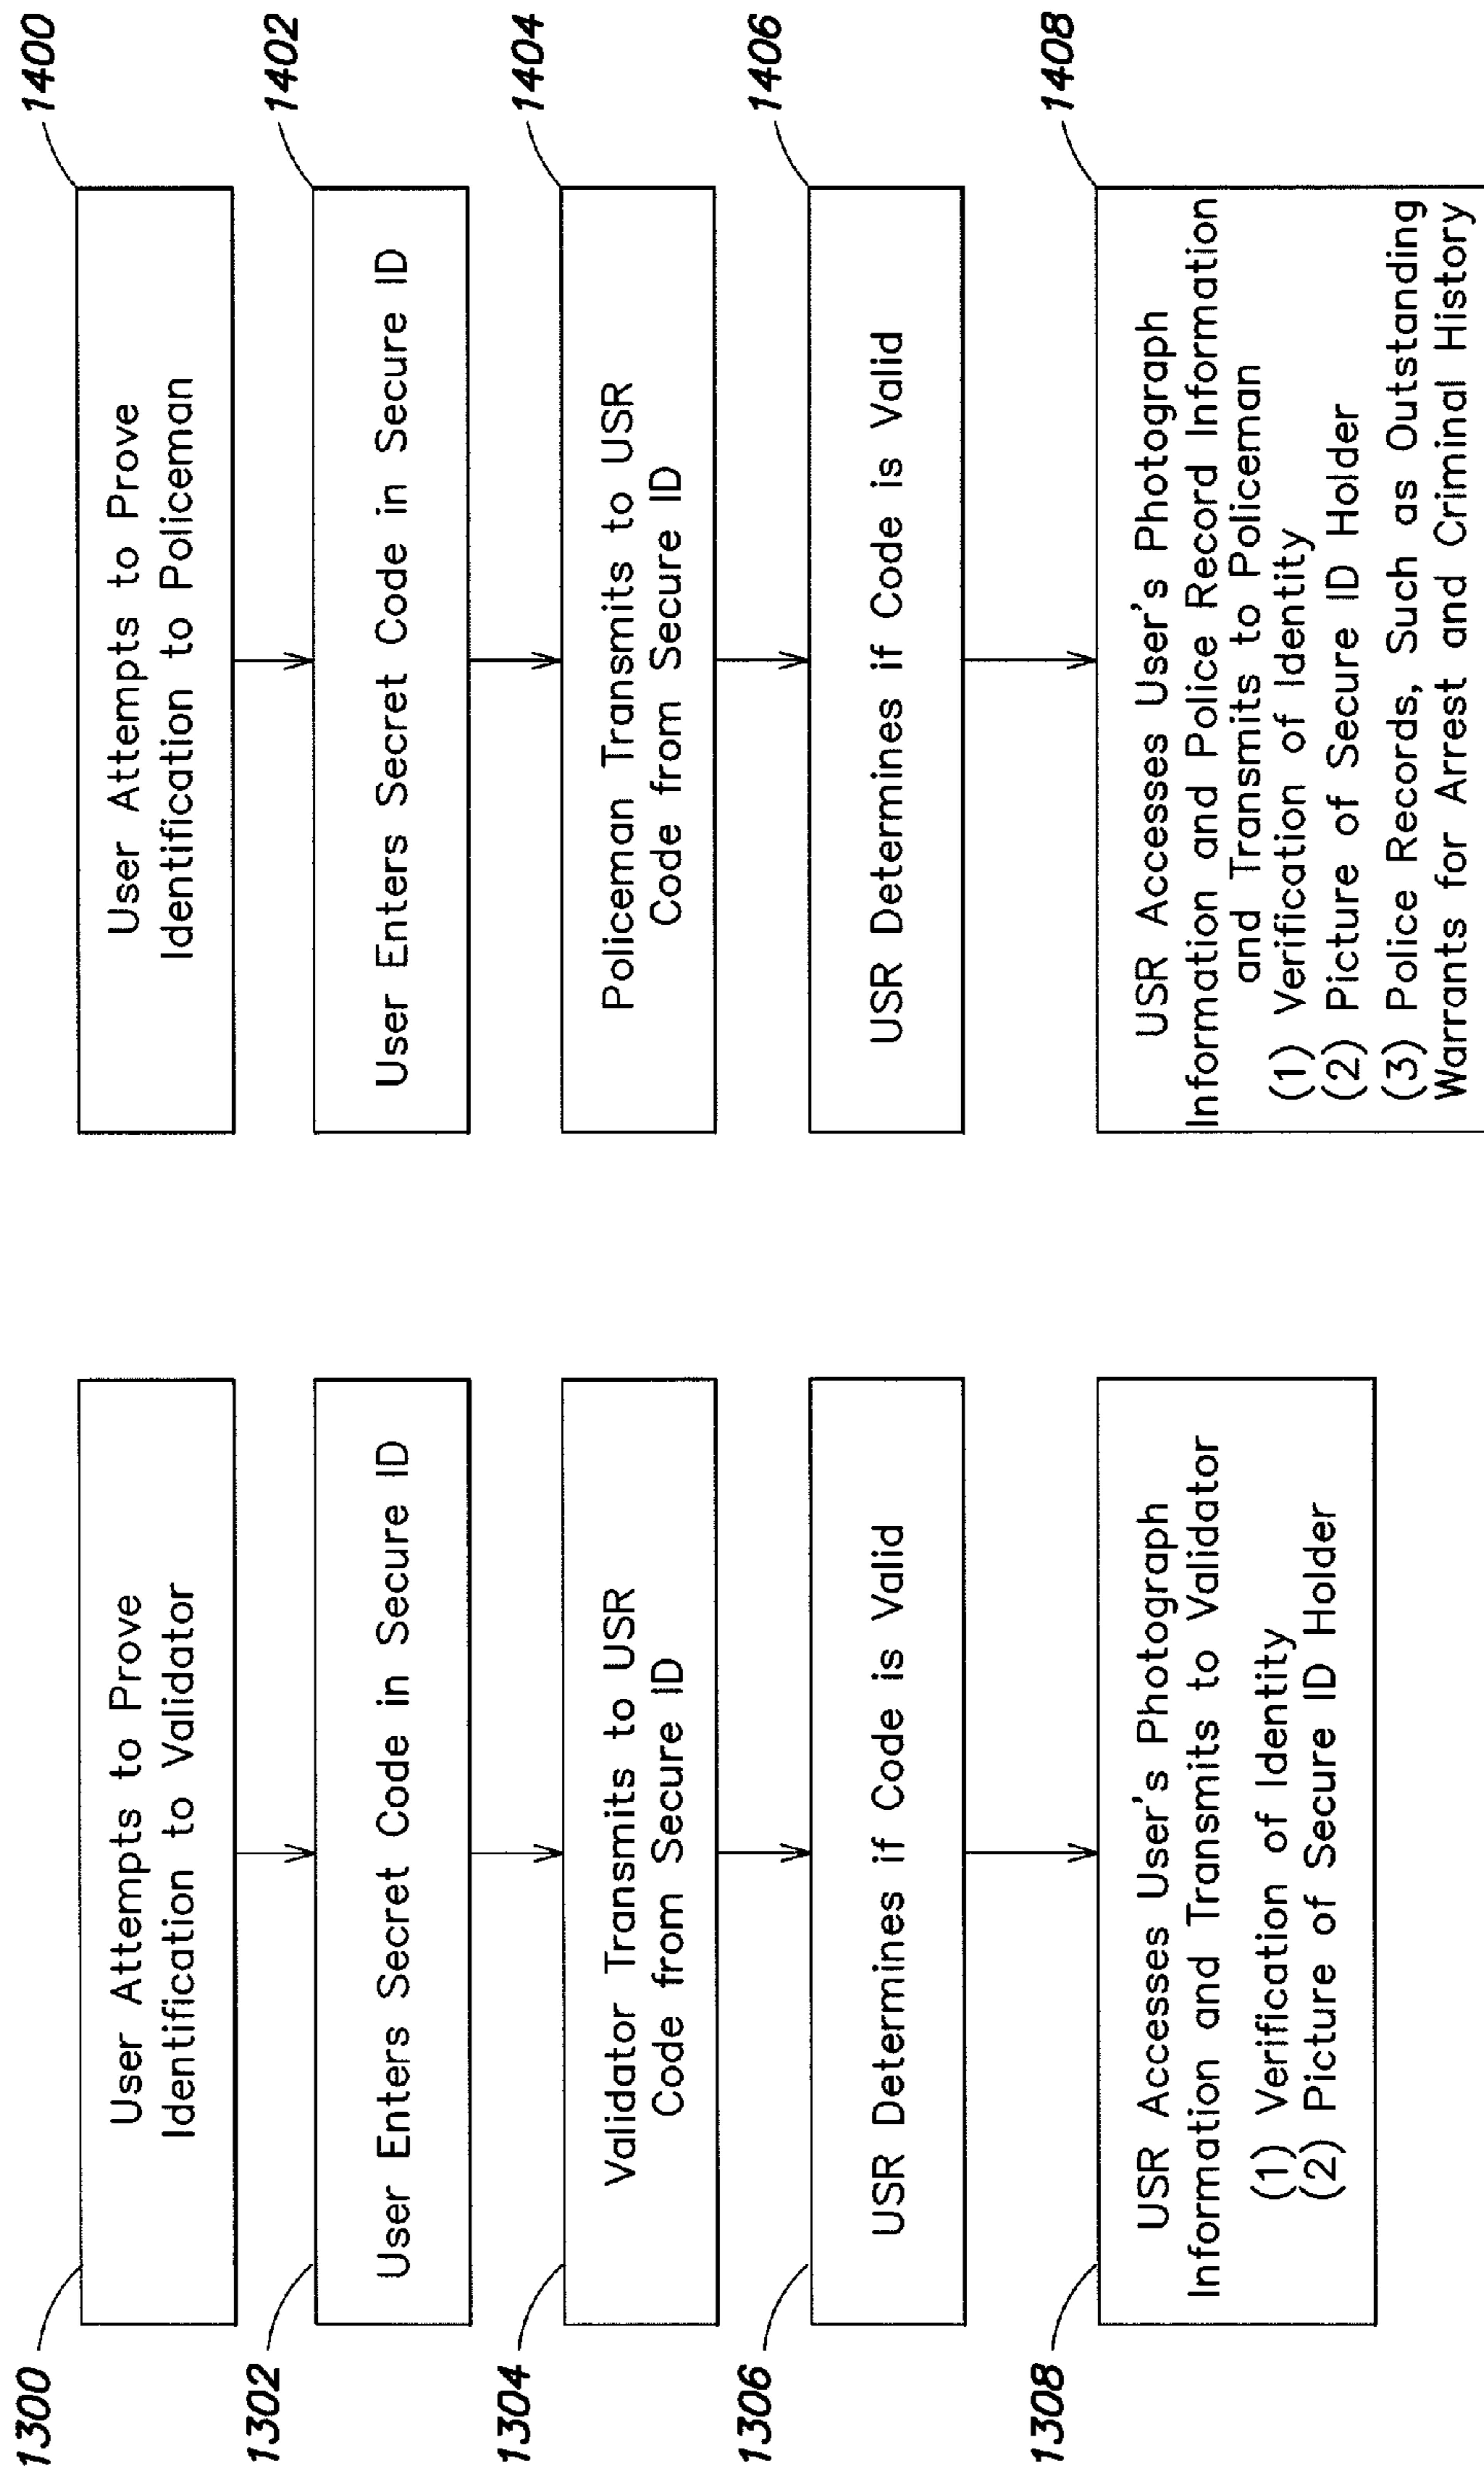 1300
User Attempts to Prove
Identification to Validator
1302
User Enters Secret Code in Secure ID
1304
Validator Transmits to USR
Code from Secure ID
1306
USR Determines if Code is Valid
1308
USR Accesses User's Photograph
Information and Transmits to Validator
(1) Verification of Identity
(2) Picture of Secure ID Holder
1400
User Attempts to Prove
Identification to Policeman
1402
User Enters Secret Code in Secure ID
1404
Policeman Transmits to USR
Code from Secure ID
1406
USR Determines if Code is Valid
1408
USR Accesses User's Photograph
Information and Police Record Information
and Transmits to Policeman
(1) Verification of Identity
(2) Picture of Secure ID Holder
(3) Police Records, Such as Outstanding
Warrants for Arrest and Criminal History